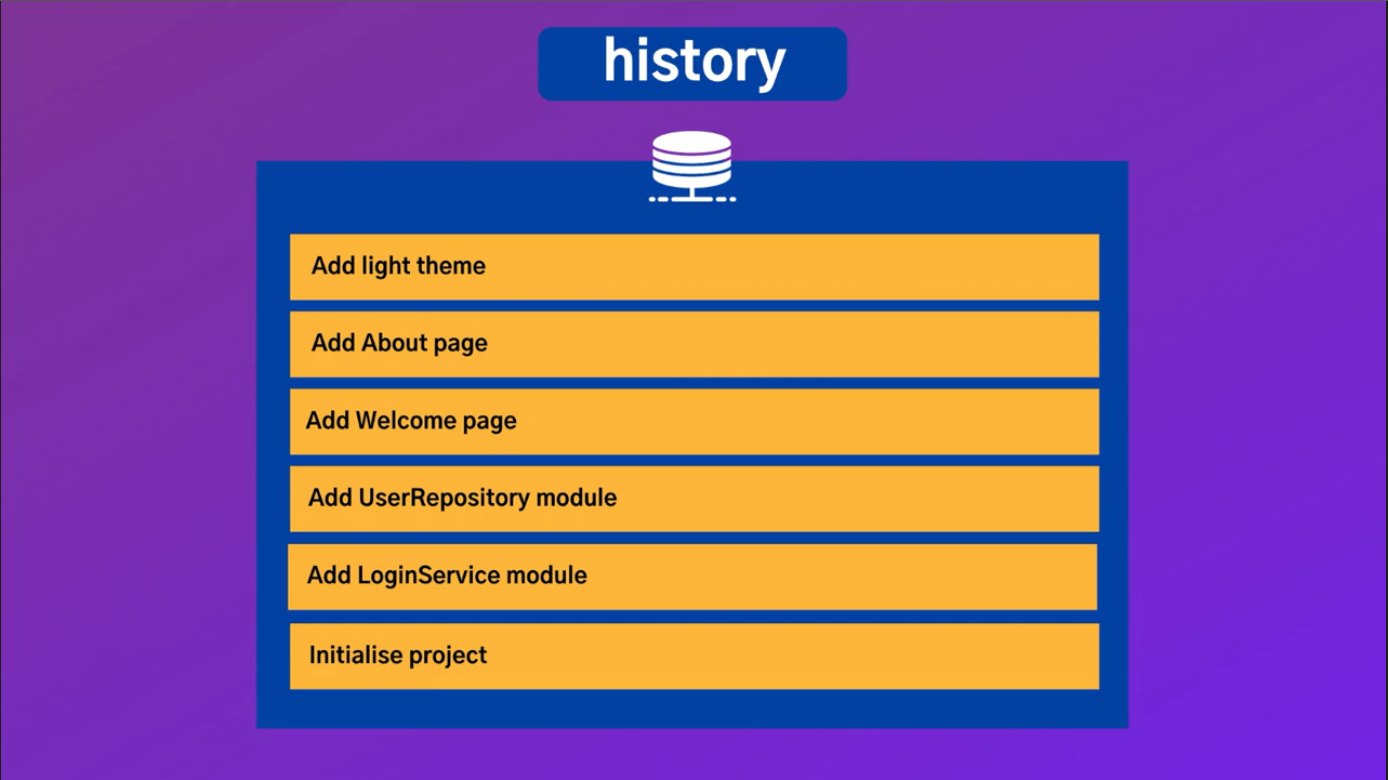 history
Add light theme
Add About page
Add Welcome page
Add UserRepository module
Add LoginService module
Initialise project